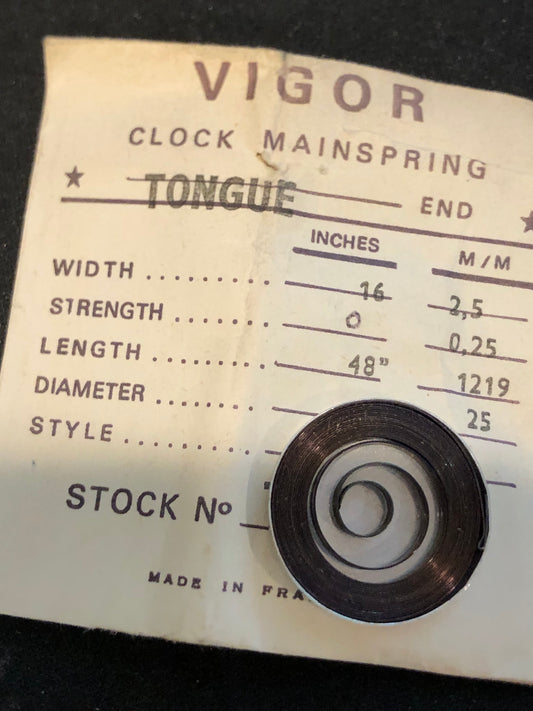 VIGOR
CLOCK MAINSPRING
TONGUE END
INCHES M/M
WIDTH .......... 16 2,5
STRENGTH ....... 0 0,25
LENGTH ......... 48" 1219
DIAMETER ....... 25
STYLE ..........
STOCK Nº
MADE IN FRA